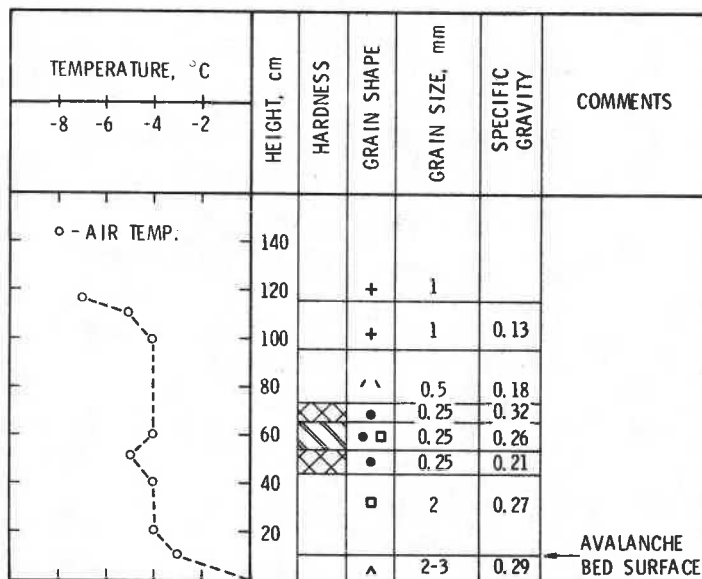 TEMPERATURE, °C
-8 -6 -4 -2
HEIGHT, cm
HARDNESS
GRAIN SHAPE
GRAIN SIZE, mm
SPECIFIC
GRAVITY
COMMENTS
o - AIR TEMP.
140
120 + 1
100 + 1 0.13
80 0.5 0.18
0.25 0.32
60 0.25 0.26
0.25 0.21
40
2 0.27
20
2-3 0.29
AVALANCHE
BED SURFACE